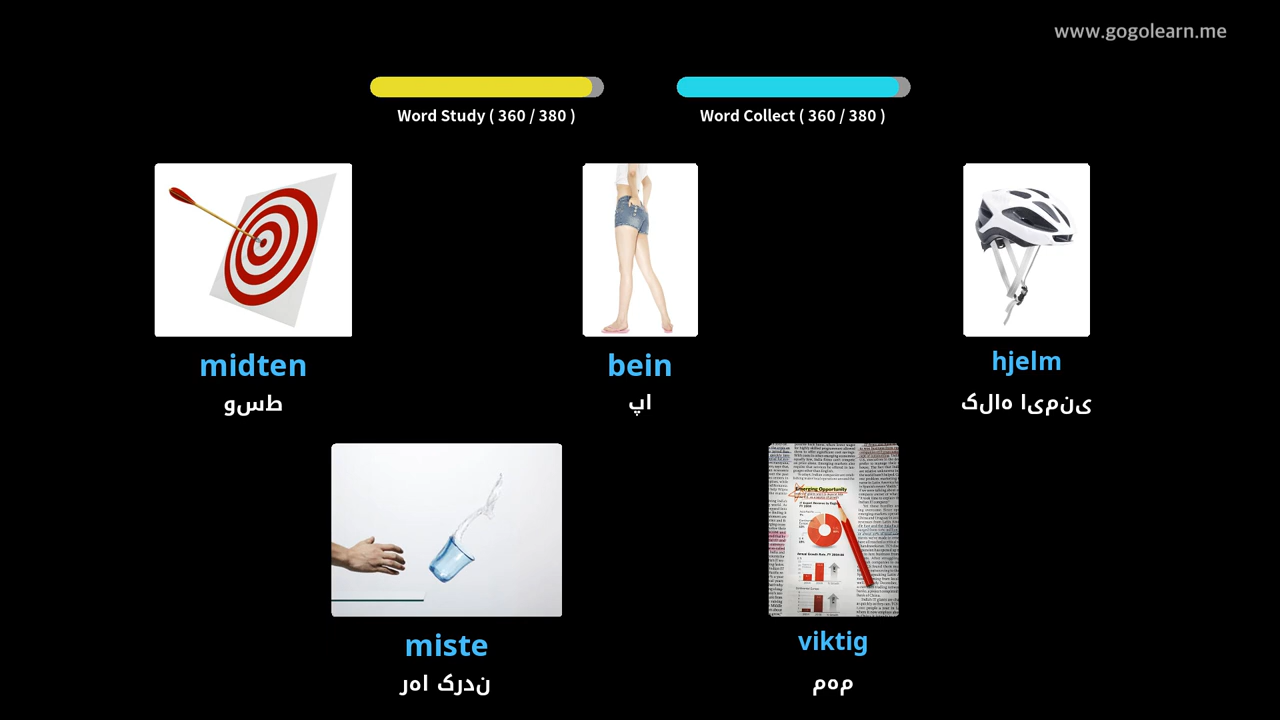 www.gogolearn.me
Word Study ( 360 / 380 )
Word Collect ( 360 / 380 )
midten
وسط
bein
پا
hjelm
کلاه ایمنی
Emerging Opportunity
miste
رها کردن
viktig
مهم